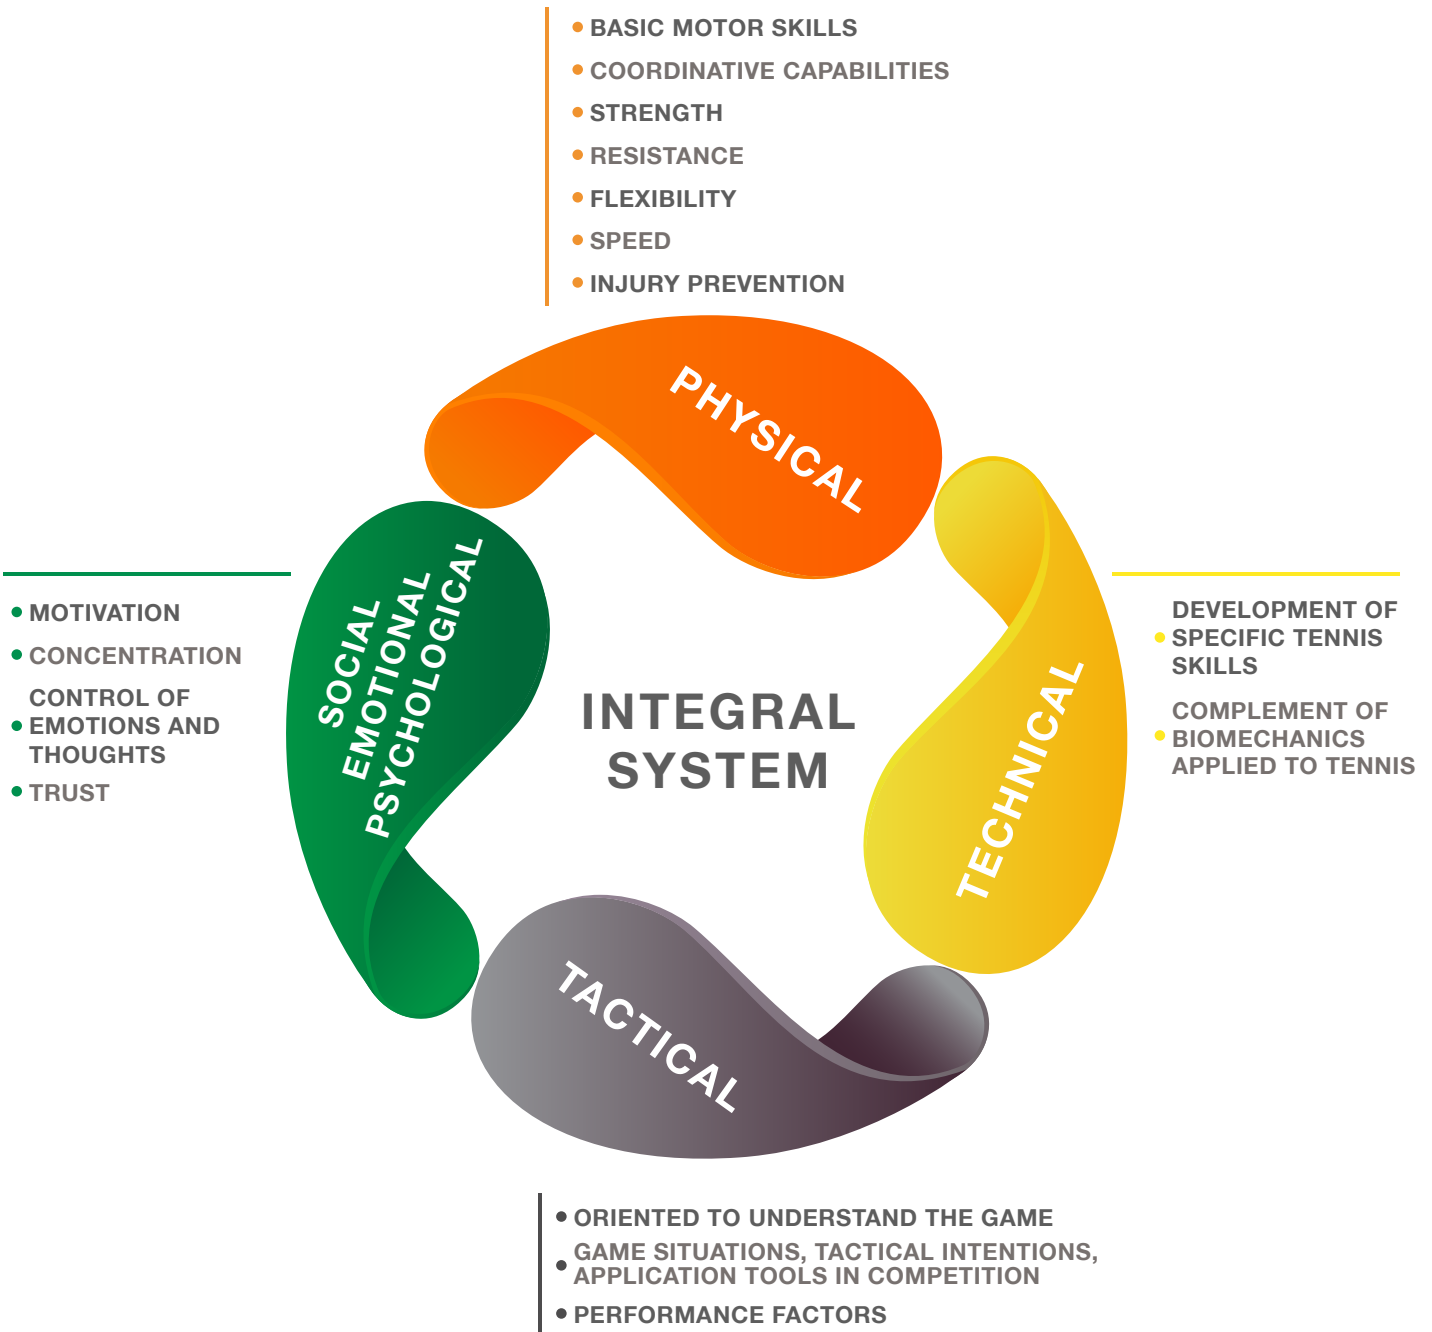 • BASIC MOTOR SKILLS
• COORDINATIVE CAPABILITIES
• STRENGTH
• RESISTANCE
• FLEXIBILITY
• SPEED
• INJURY PREVENTION
PHYSICAL
SOCIAL
EMOTIONAL
PSYCHOLOGICAL
• MOTIVATION
• CONCENTRATION
CONTROL OF
• EMOTIONS AND
THOUGHTS
• TRUST
INTEGRAL
SYSTEM
TECHNICAL
DEVELOPMENT OF
• SPECIFIC TENNIS
SKILLS
COMPLEMENT OF
• BIOMECHANICS
APPLIED TO TENNIS
TACTICAL
• ORIENTED TO UNDERSTAND THE GAME
• GAME SITUATIONS, TACTICAL INTENTIONS,
APPLICATION TOOLS IN COMPETITION
• PERFORMANCE FACTORS